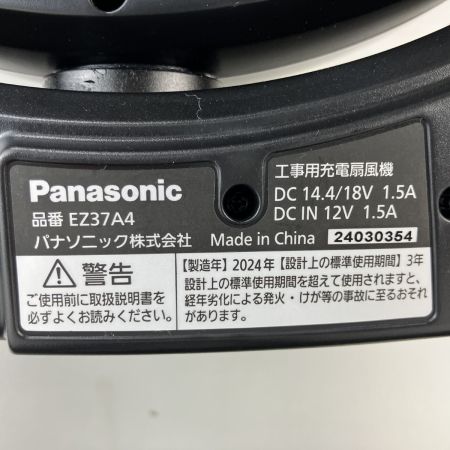 Panasonic
品番 EZ37A4
パナソニック株式会社
工事用充電扇風機
DC 14.4/18V 1.5A
DC IN 12V 1.5A
Made in China 24030354
警告
ご使用前に取扱説明書を
必ずよくお読みください。
【製造年】2024年【設計上の標準使用期間】3年
設計上の標準使用期間を超えて使用されますと、
経年劣化による発火・けが等の事故に至るおそれ
があります。